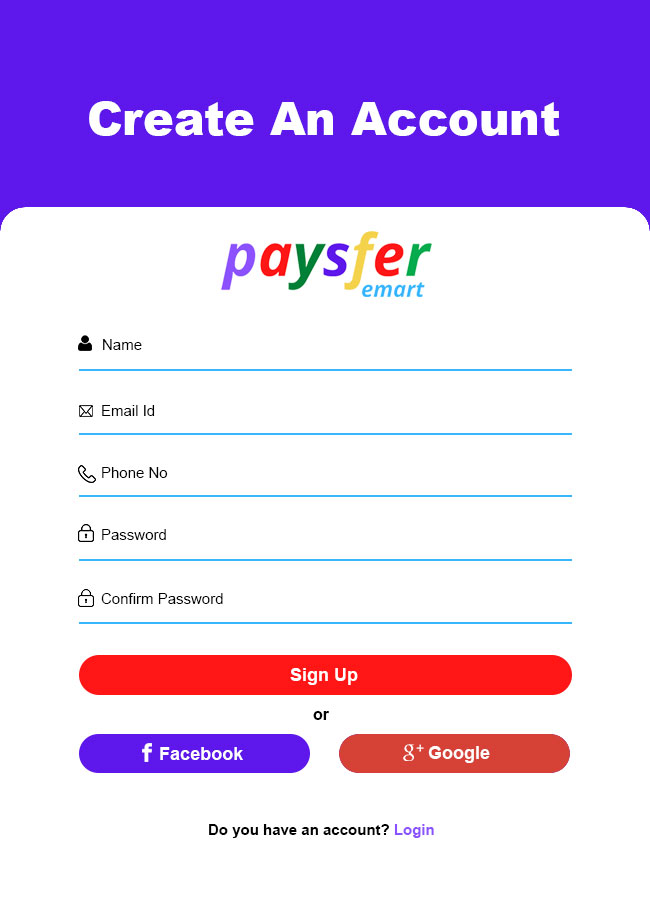 Create An Account
paysfer
emart
Name
Email Id
Phone No
Password
Confirm Password
Sign Up
or
f Facebook
g+ Google
Do you have an account? Login